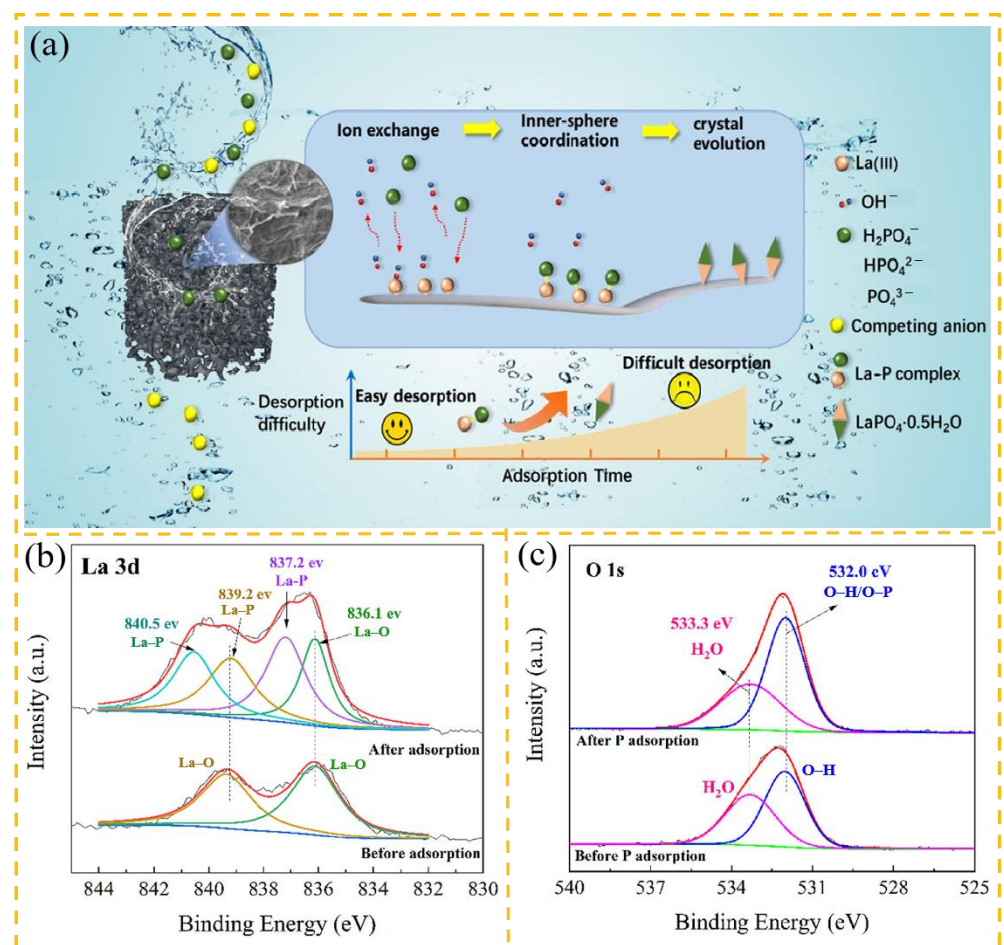 (a)
Ion exchange
Inner-sphere
coordination
crystal
evolution
La(III)
OH⁻
H₂PO₄⁻
HPO₄²⁻
PO₄³⁻
Competing anion
La-P complex
LaPO₄·0.5H₂O
Desorption
difficulty
Easy desorption
Difficult desorption
Adsorption Time
(b)
La 3d
840.5 ev
La–P
839.2 ev
La–P
837.2 ev
La-P
836.1 ev
La–O
After adsorption
La–O
La–O
Before adsorption
Intensity (a.u.)
844 842 840 838 836 834 832 830
Binding Energy (eV)
(c)
O 1s
533.3 eV
H₂O
532.0 eV
O–H/O–P
After P adsorption
H₂O
O–H
Before P adsorption
Intensity (a.u.)
540 537 534 531 528 525
Binding Energy (eV)